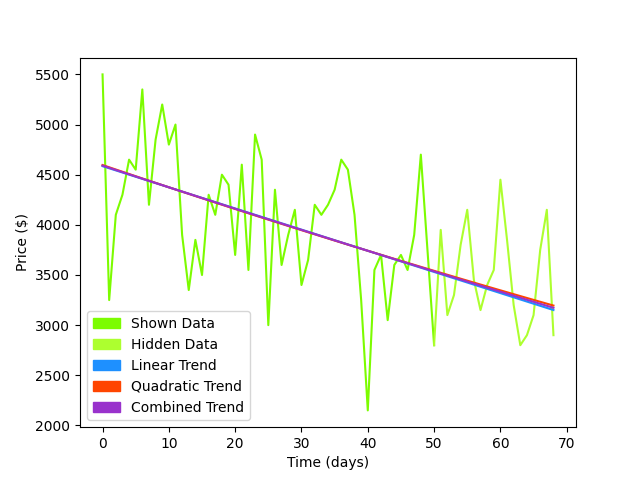 5500
5000
4500
4000
3500
3000
2500
2000
Price ($)
Shown Data
Hidden Data
Linear Trend
Quadratic Trend
Combined Trend
0 10 20 30 40 50 60 70
Time (days)